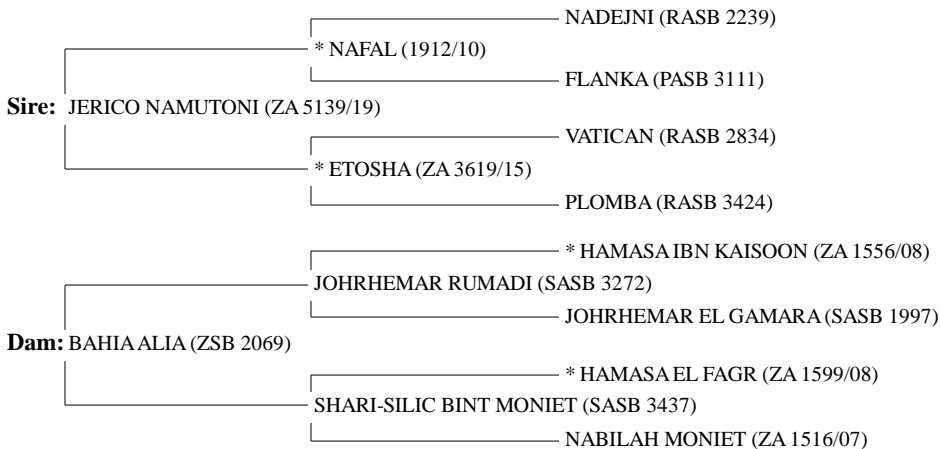 NADEJNI (RASB 2239)
* NAFAL (1912/10)
FLANKA (PASB 3111)
Sire: JERICO NAMUTONI (ZA 5139/19)
VATICAN (RASB 2834)
* ETOSHA (ZA 3619/15)
PLOMBA (RASB 3424)
* HAMASA IBN KAISOON (ZA 1556/08)
JOHRHEMAR RUMADI (SASB 3272)
JOHRHEMAR EL GAMARA (SASB 1997)
Dam: BAHIA ALIA (ZSB 2069)
* HAMASA EL FAGR (ZA 1599/08)
SHARI-SILIC BINT MONIET (SASB 3437)
NABILAH MONIET (ZA 1516/07)